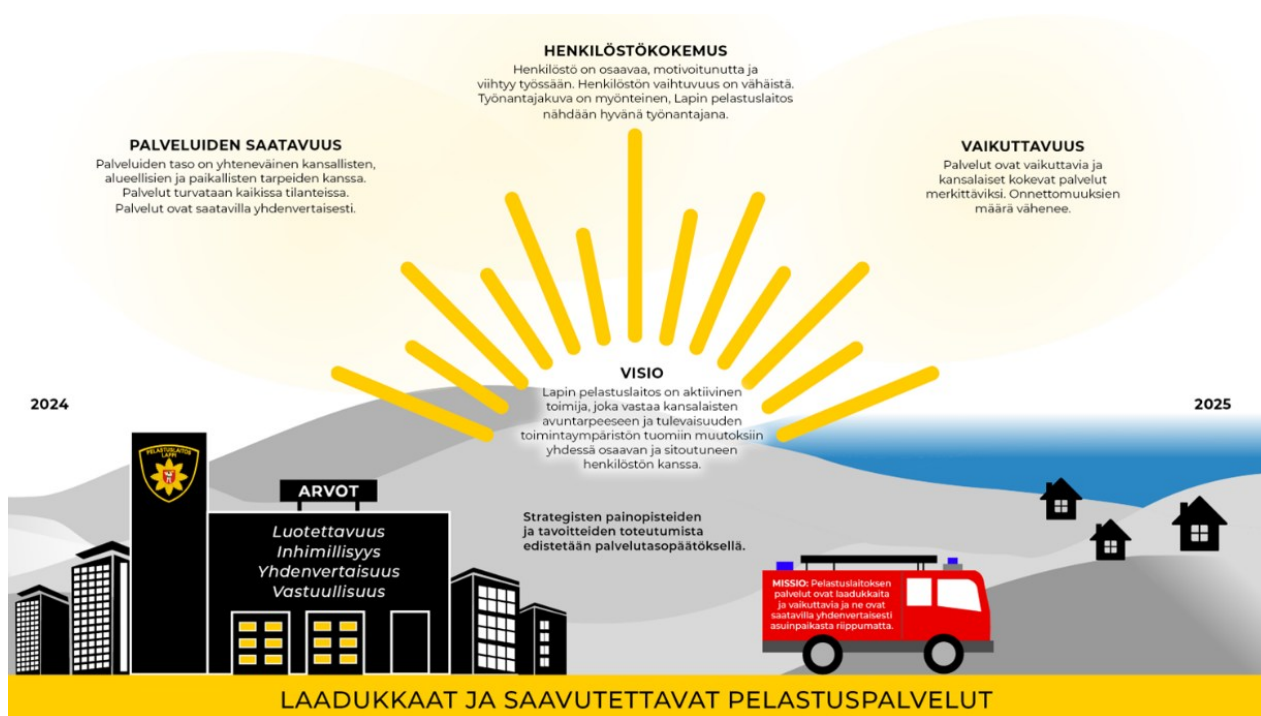 HENKILÖSTÖKOKEMUS
Henkilöstö on osaavaa, motivoitunutta ja
viihtyy työssään. Henkilöstön vaihtuvuus on vähäistä.
Työnantajakuva on myönteinen, Lapin pelastuslaitos
nähdään hyvänä työnantajana.
PALVELUIDEN SAATAVUUS
Palveluiden taso on yhteneväinen kansallisten,
alueellisien ja paikallisten tarpeiden kanssa.
Palvelut turvataan kaikissa tilanteissa.
Palvelut ovat saatavilla yhdenvertaisesti.
VAIKUTTAVUUS
Palvelut ovat vaikuttavia ja
kansalaiset kokevat palvelut
merkittäviksi. Onnettomuuksien
määrä vähenee.
VISIO
Lapin pelastuslaitos on aktiivinen
toimija, joka vastaa kansalaisten
avuntarpeeseen ja tulevaisuuden
toimintaympäristön tuomiin muutoksiin
yhdessä osaavan ja sitoutuneen
henkilöstön kanssa.
2024
2025
PELASTUSLAITOS
LAPPI
ARVOT
Luotettavuus
Inhimillisyys
Yhdenvertaisuus
Vastuullisuus
Strategisten painopisteiden
ja tavoitteiden toteutumista
edistetään palvelutasopäätöksellä.
MISSIO: Pelastuslaitoksen
palvelut ovat laadukkaita
ja vaikuttavia ja ne ovat
saatavilla yhdenvertaisesti
asuinpaikasta riippumatta.
LAADUKKAAT JA SAAVUTETTAVAT PELASTUSPALVELUT